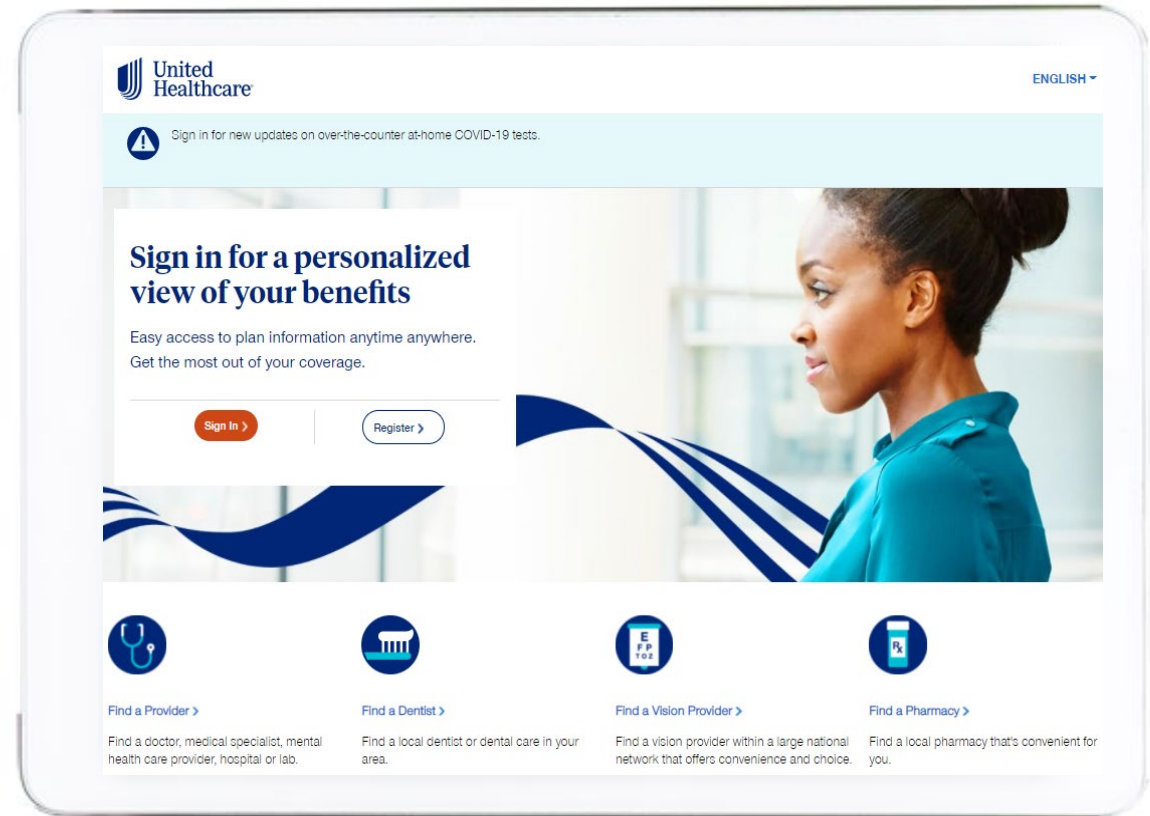 United
Healthcare
ENGLISH
Sign in for new updates on over-the-counter at-home COVID-19 tests.
Sign in for a personalized
view of your benefits
Easy access to plan information anytime anywhere.
Get the most out of your coverage.
Sign In >
Register >
E
F P
T O Z
Rx
Find a Provider >
Find a Dentist >
Find a Vision Provider >
Find a Pharmacy >
Find a doctor, medical specialist, mental
health care provider, hospital or lab.
Find a local dentist or dental care in your
area.
Find a vision provider within a large national
network that offers convenience and choice.
Find a local pharmacy that's convenient for
you.